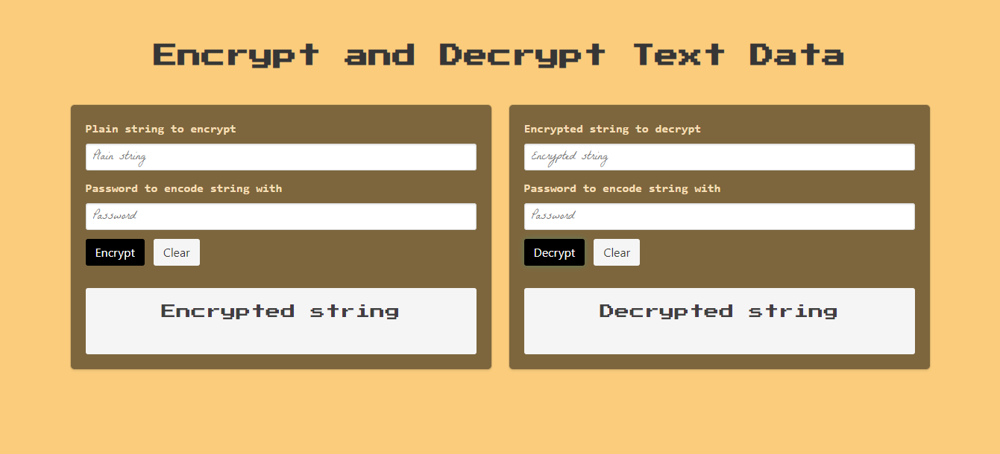 Encrypt and Decrypt Text Data
Plain string to encrypt
Plain string
Password to encode string with
Password
Encrypt Clear
Encrypted string
Encrypted string to decrypt
Encrypted string
Password to encode string with
Password
Decrypt Clear
Decrypted string